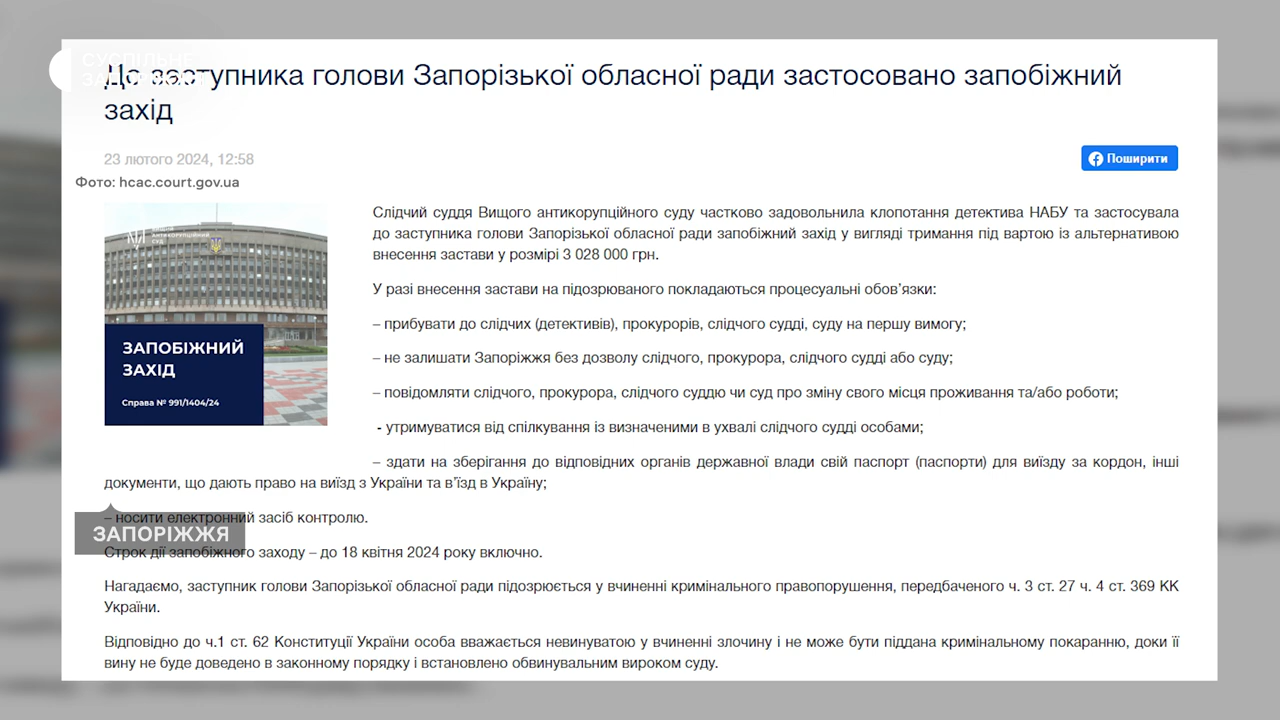 СУСПІЛЬНЕ
До заступника голови Запорізької обласної ради застосовано запобіжний
захід
23 лютого 2024, 12:58
Поширити
Фото: hcac.court.gov.ua
ВИЩИЙ
АНТИКОРУПЦІЙНИЙ
СУД
ЗАПОБІЖНИЙ
ЗАХІД
Справа № 991/1404/24
Слідчий суддя Вищого антикорупційного суду частково задовольнила клопотання детектива НАБУ та застосувала
до заступника голови Запорізької обласної ради запобіжний захід у вигляді тримання під вартою із альтернативою
внесення застави у розмірі 3 028 000 грн.
У разі внесення застави на підозрюваного покладаються процесуальні обов’язки:
– прибувати до слідчих (детективів), прокурорів, слідчого судді, суду на першу вимогу;
– не залишати Запоріжжя без дозволу слідчого, прокурора, слідчого судді або суду;
– повідомляти слідчого, прокурора, слідчого суддю чи суд про зміну свого місця проживання та/або роботи;
- утримуватися від спілкування із визначеними в ухвалі слідчого судді особами;
– здати на зберігання до відповідних органів державної влади свій паспорт (паспорти) для виїзду за кордон, інші
документи, що дають право на виїзд з України та в’їзд в Україну;
– носити електронний засіб контролю.
ЗАПОРІЖЖЯ
Строк дії запобіжного заходу – до 18 квітня 2024 року включно.
Нагадаємо, заступник голови Запорізької обласної ради підозрюється у вчиненні кримінального правопорушення, передбаченого ч. 3 ст. 27 ч. 4 ст. 369 КК
України.
Відповідно до ч.1 ст. 62 Конституції України особа вважається невинуватою у вчиненні злочину і не може бути піддана кримінальному покаранню, доки її
вину не буде доведено в законному порядку і встановлено обвинувальним вироком суду.